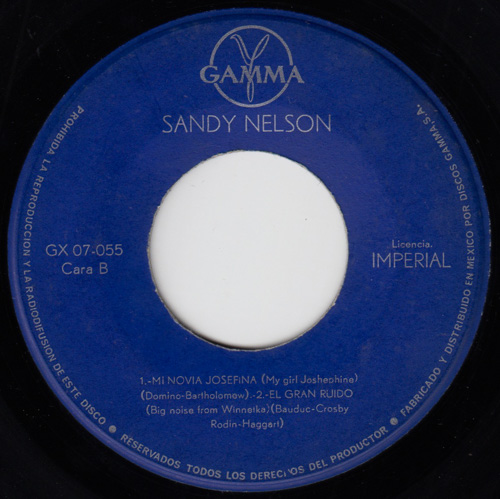 GAMMA
SANDY NELSON
GX 07-055
Cara B
Licencia.
IMPERIAL
1.-MI NOVIA JOSEFINA (My girl Joshephine)
(Domino-Bartholomew) -2.-EL GRAN RUIDO
(Big noise from Winnetka)(Bauduc-Crosby
Rodin-Haggart)
PROHIBIDA LA REPRODUCCION Y LA RADIODIFUSION DE ESTE DISCO • RESERVADOS TODOS LOS DERECHOS DEL PRODUCTOR • FABRICADO Y DISTRIBUIDO EN MEXICO POR DISCOS GAMMA, S.A.